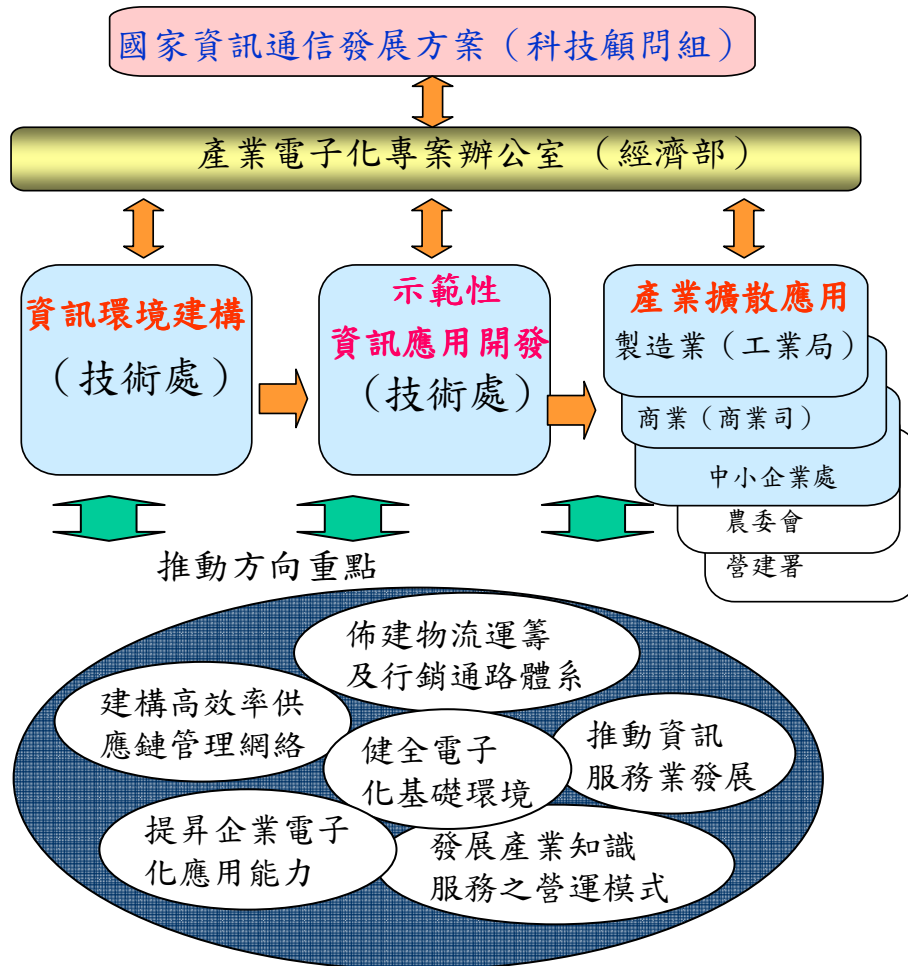 國家資訊通信發展方案（科技顧問組）
產業電子化專案辦公室 （經濟部）
資訊環境建構
（技術處）
示範性
資訊應用開發
（技術處）
產業擴散應用
製造業（工業局）
商業（商業司）
中小企業處
農委會
營建署
推動方向重點
佈建物流運籌
及行銷通路體系
建構高效率供
應鏈管理網絡
健全電子
化基礎環境
推動資訊
服務業發展
提昇企業電子
化應用能力
發展產業知識
服務之營運模式